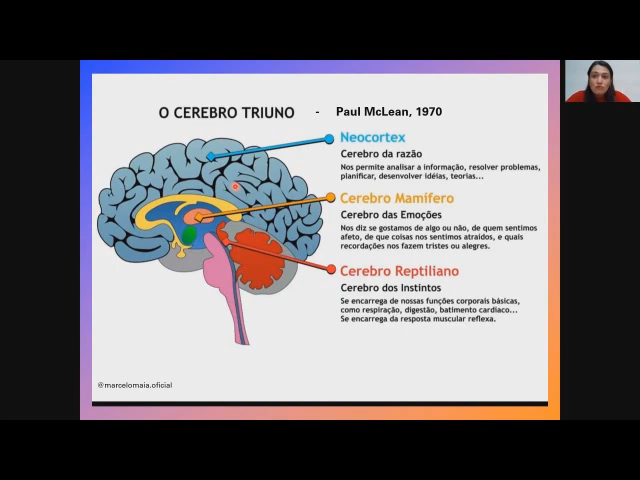 O CEREBRO TRIUNO - Paul McLean, 1970
Neocortex
Cerebro da razão
Nos permite analisar a informação, resolver problemas,
planificar, desenvolver idéias, teorias...
Cerebro Mamífero
Cerebro das Emoções
Nos diz se gostamos de algo ou não, de quem sentimos
afeto, de que coisas nos sentimos atraídos, e quais
recordações nos fazem tristes ou alegres.
Cerebro Reptiliano
Cerebro dos Instintos
Se encarrega de nossas funções corporais básicas,
como respiração, digestão, batimento cardiaco...
Se encarrega da resposta muscular reflexa.
@marcelomaia.oficial